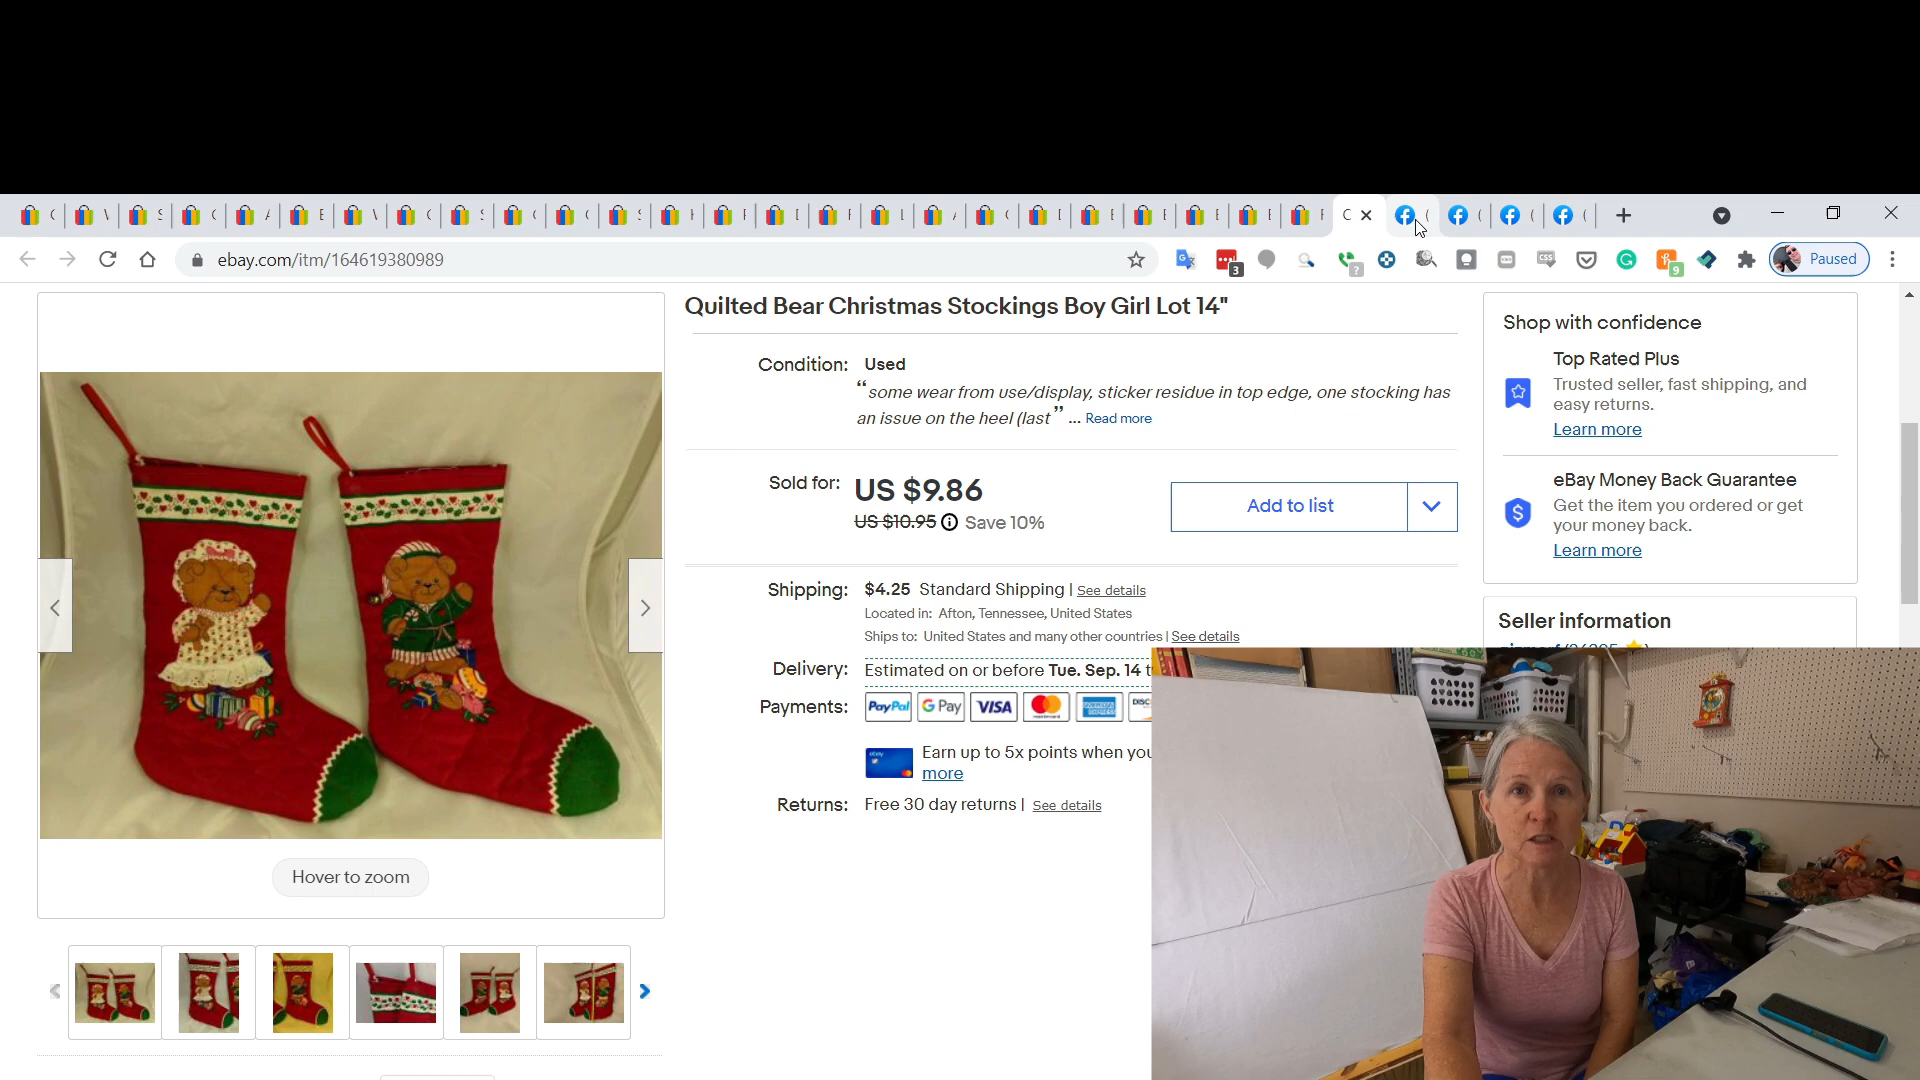 ebay.com/itm/164619380989
3
?
9
Paused
Quilted Bear Christmas Stockings Boy Girl Lot 14"
Condition: Used
“some wear from use/display, sticker residue in top edge, one stocking has
an issue on the heel (last” ... Read more
Sold for: US $9.86
US $10.95 Save 10%
Add to list
Shipping: $4.25 Standard Shipping | See details
Located in: Afton, Tennessee, United States
Ships to: United States and many other countries | See details
Delivery: Estimated on or before Tue. Sep. 14
Payments: PayPal G Pay VISA
Earn up to 5x points when you
more
Returns: Free 30 day returns | See details
Hover to zoom
Shop with confidence
Top Rated Plus
Trusted seller, fast shipping, and
easy returns.
Learn more
eBay Money Back Guarantee
Get the item you ordered or get
your money back.
Learn more
Seller information